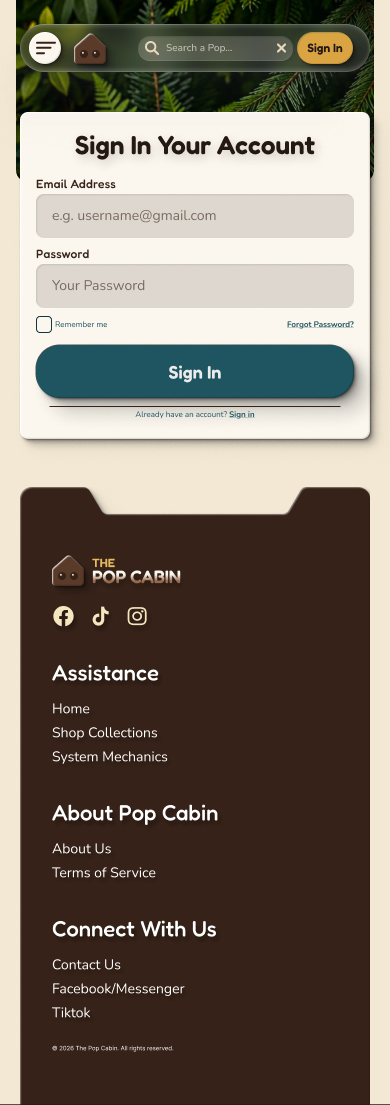 Search a Pop...
Sign In
Sign In Your Account
Email Address
e.g. username@gmail.com
Password
Your Password
Remember me
Forgot Password?
Sign In
Already have an account? Sign in
THE
POP CABIN
Assistance
Home
Shop Collections
System Mechanics
About Pop Cabin
About Us
Terms of Service
Connect With Us
Contact Us
Facebook/Messenger
Tiktok
© 2026 The Pop Cabin. All rights reserved.